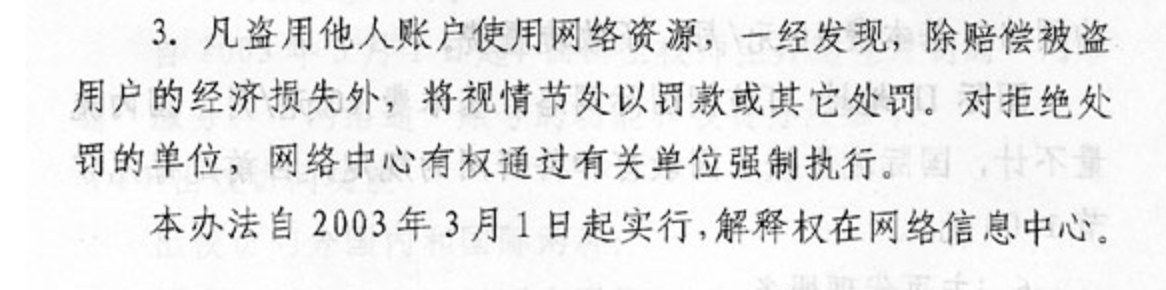 3. 凡盗用他人账户使用网络资源，一经发现，除赔偿被盗
用户的经济损失外，将视情节处以罚款或其它处罚。对拒绝处
罚的单位，网络中心有权通过有关单位强制执行。
本办法自 2003 年 3 月 1 日起实行，解释权在网络信息中心。